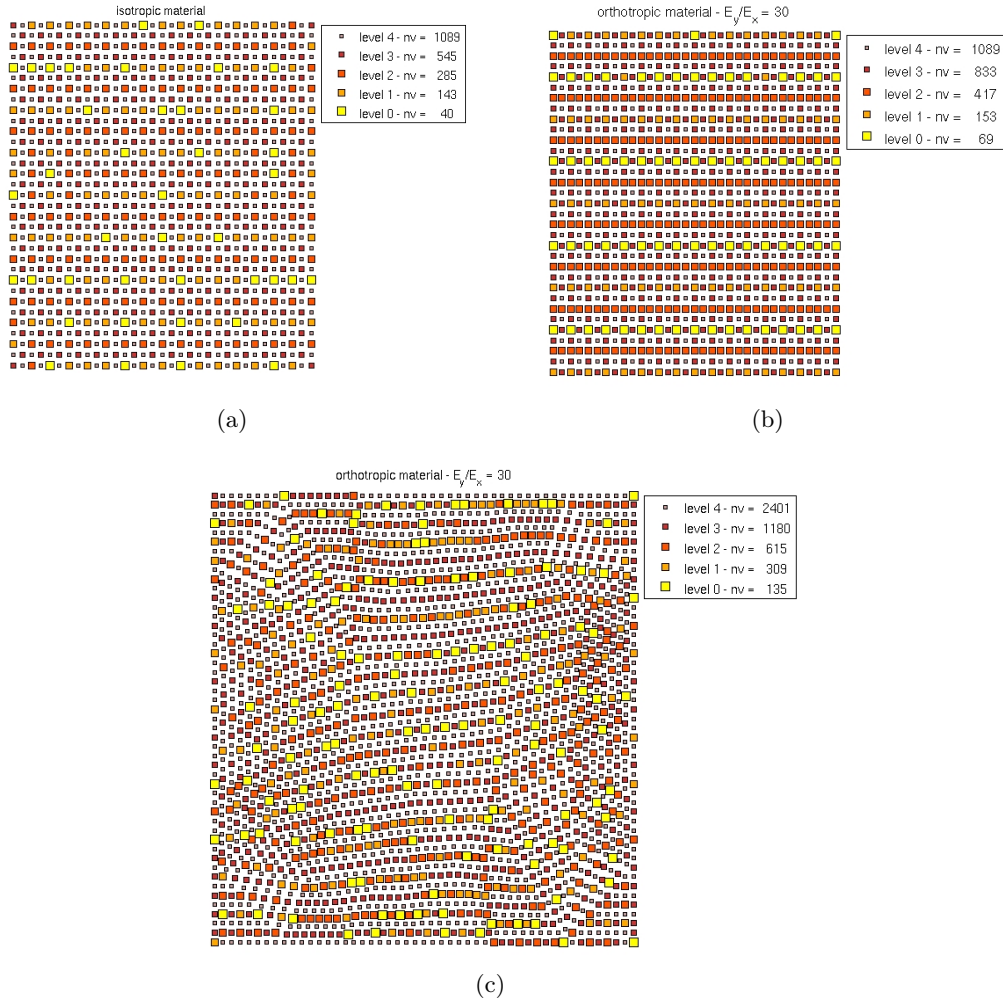 isotropic material
level 4 - nv = 1089
level 3 - nv = 545
level 2 - nv = 285
level 1 - nv = 143
level 0 - nv = 40
(a)
orthotropic material - E_y/E_x = 30
level 4 - nv = 1089
level 3 - nv = 833
level 2 - nv = 417
level 1 - nv = 153
level 0 - nv = 69
(b)
orthotropic material - E_y/E_x = 30
level 4 - nv = 2401
level 3 - nv = 1180
level 2 - nv = 615
level 1 - nv = 309
level 0 - nv = 135
(c)